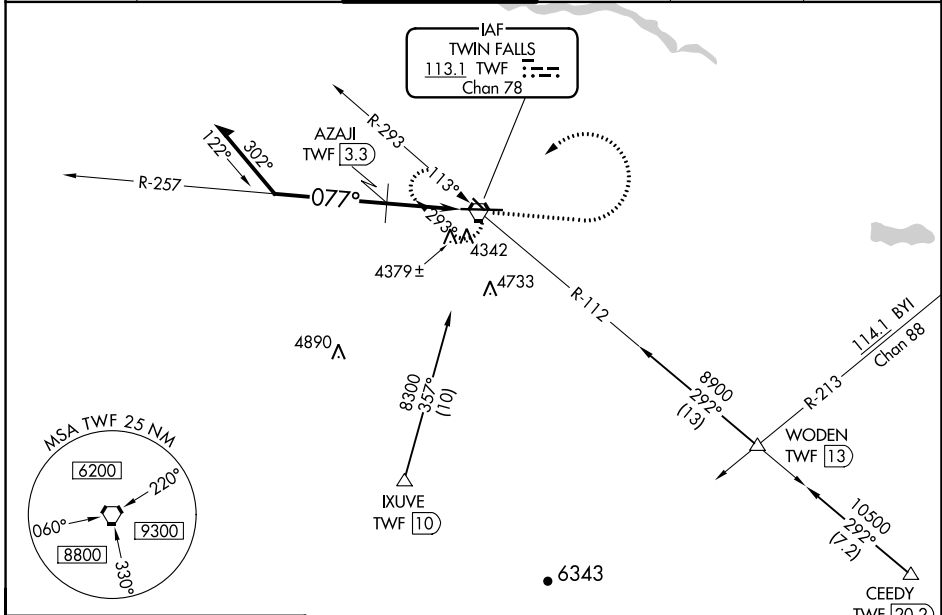 IAF
TWIN FALLS
113.1 TWF
Chan 78
R-293
AZAJI
TWF 3.3
302°
122°
113°
R-257
077°
293°
4342
4379 ±
4733
R-112
4890
114.1 BYI
Chan 88
R-213
8300
357°
(10)
8900
292°
(13)
WODEN
TWF 13
MSA TWF 25 NM
6200
220°
060°
9300
8800
330°
IXUVE
TWF 10
10500
292°
(7.2)
6343
CEEDY
TWF 20.2